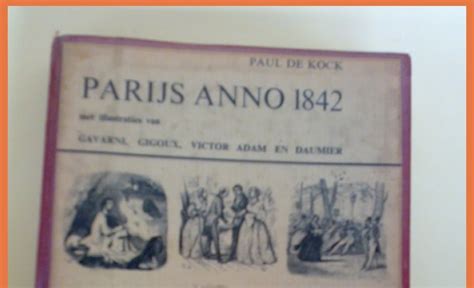 PAUL DE KOCK
PARIJS ANNO 1842
met illustraties van
GAVARNI, GIGOUX, VICTOR ADAM EN DAUMIER